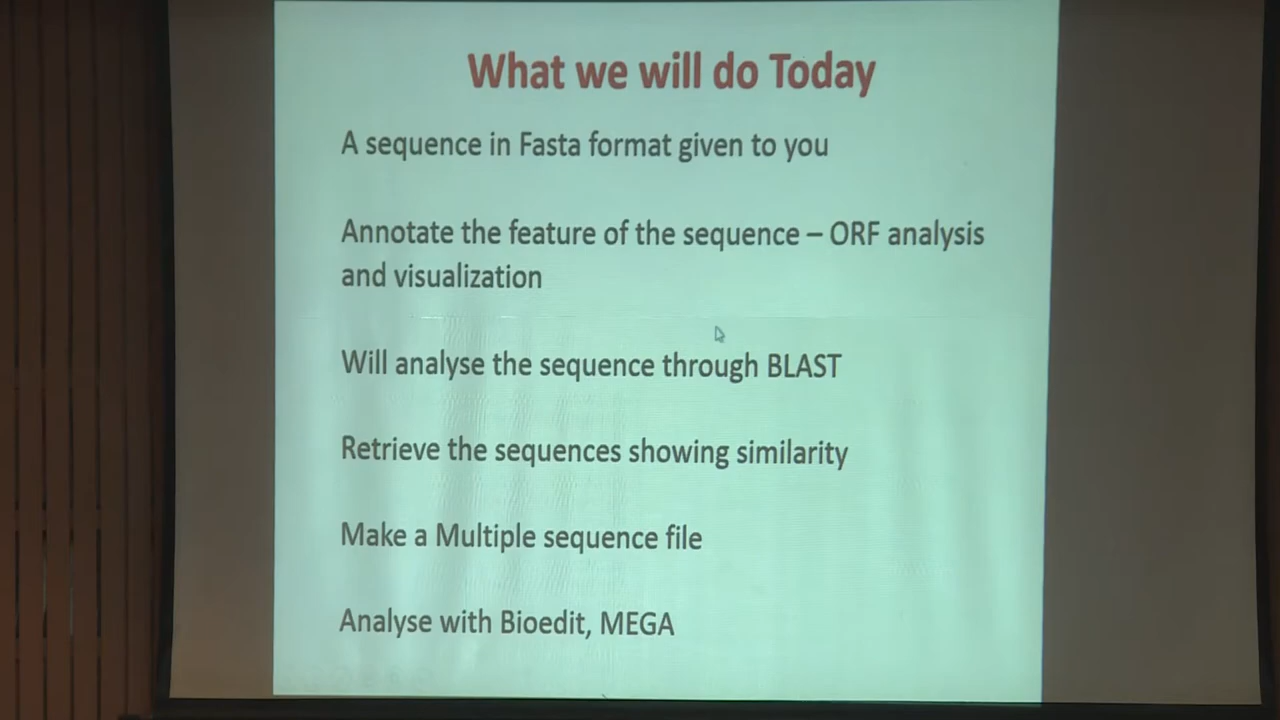 What we will do Today
A sequence in Fasta format given to you
Annotate the feature of the sequence – ORF analysis
and visualization
Will analyse the sequence through BLAST
Retrieve the sequences showing similarity
Make a Multiple sequence file
Analyse with Bioedit, MEGA